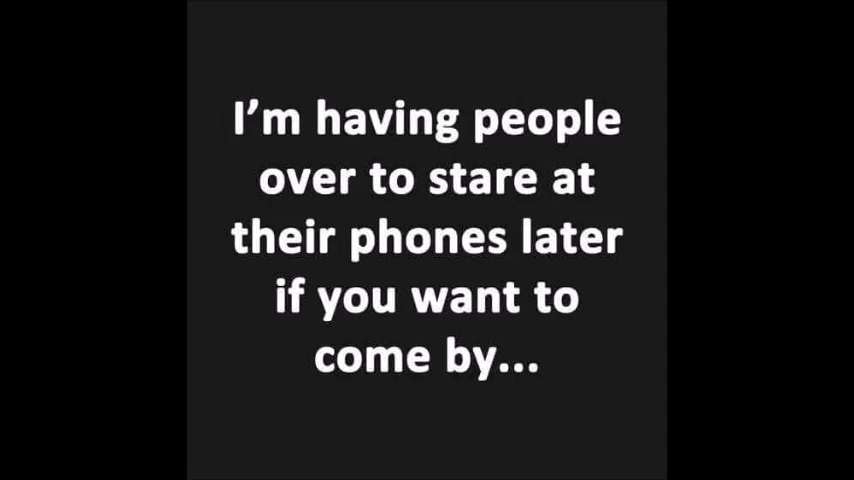 I’m having people
over to stare at
their phones later
if you want to
come by...